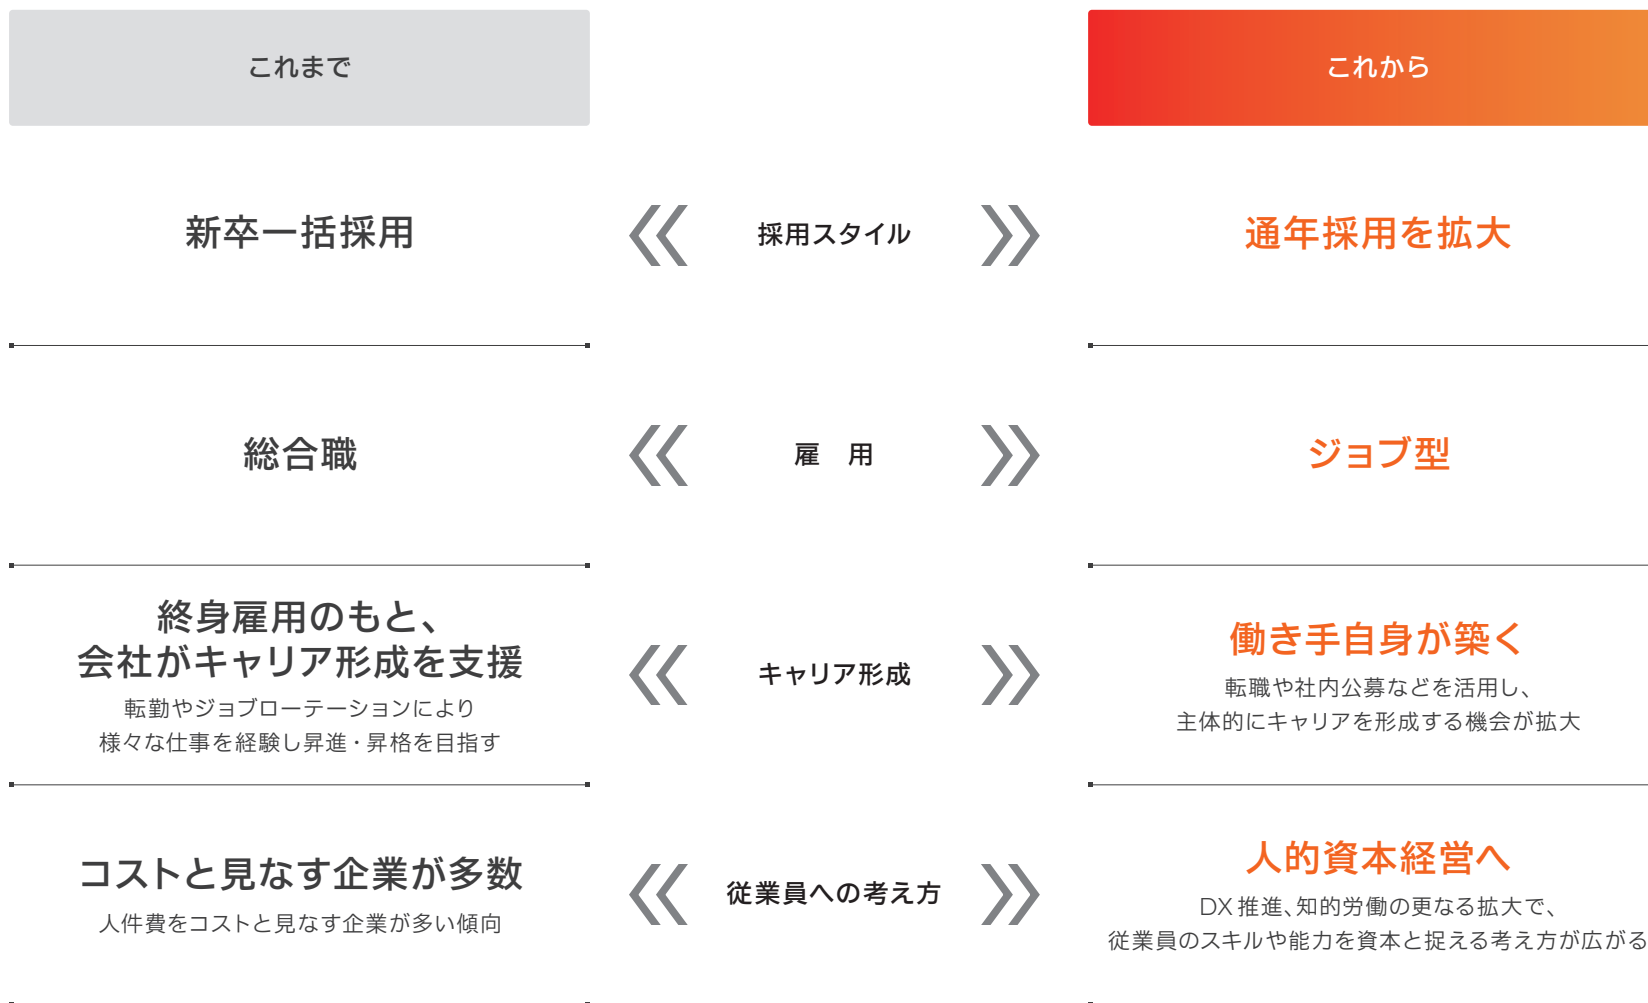 これまで
これから
新卒一括採用
採用スタイル
通年採用を拡大
総合職
雇　用
ジョブ型
終身雇用のもと、
会社がキャリア形成を支援
転勤やジョブローテーションにより
様々な仕事を経験し昇進・昇格を目指す
キャリア形成
働き手自身が築く
転職や社内公募などを活用し、
主体的にキャリアを形成する機会が拡大
コストと見なす企業が多数
人件費をコストと見なす企業が多い傾向
従業員への考え方
人的資本経営へ
DX推進、知的労働の更なる拡大で、
従業員のスキルや能力を資本と捉える考え方が広がる